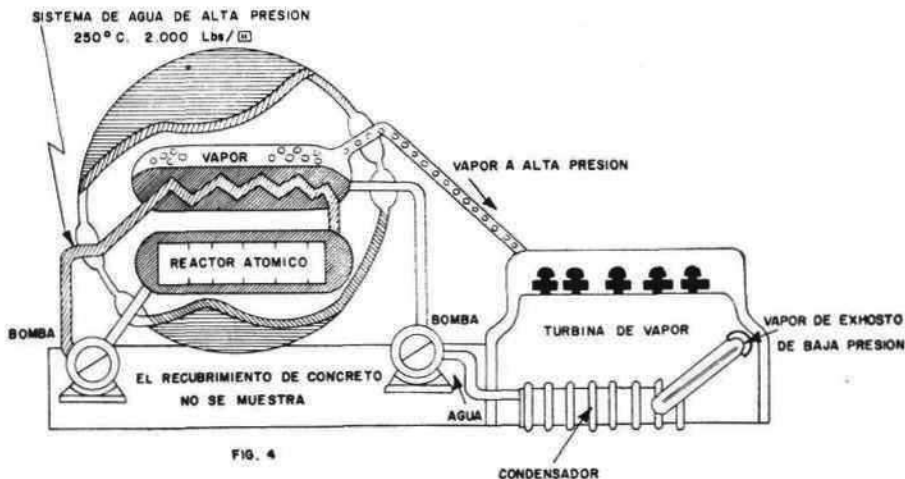 SISTEMA DE AGUA DE ALTA PRESION
250°C. 2.000 Lbs/
VAPOR
VAPOR A ALTA PRESION
REACTOR ATOMICO
BOMBA
BOMBA
TURBINA DE VAPOR
VAPOR DE EXHOSTO
DE BAJA PRESION
EL RECUBRIMIENTO DE CONCRETO
NO SE MUESTRA
AGUA
FIG. 4
CONDENSADOR